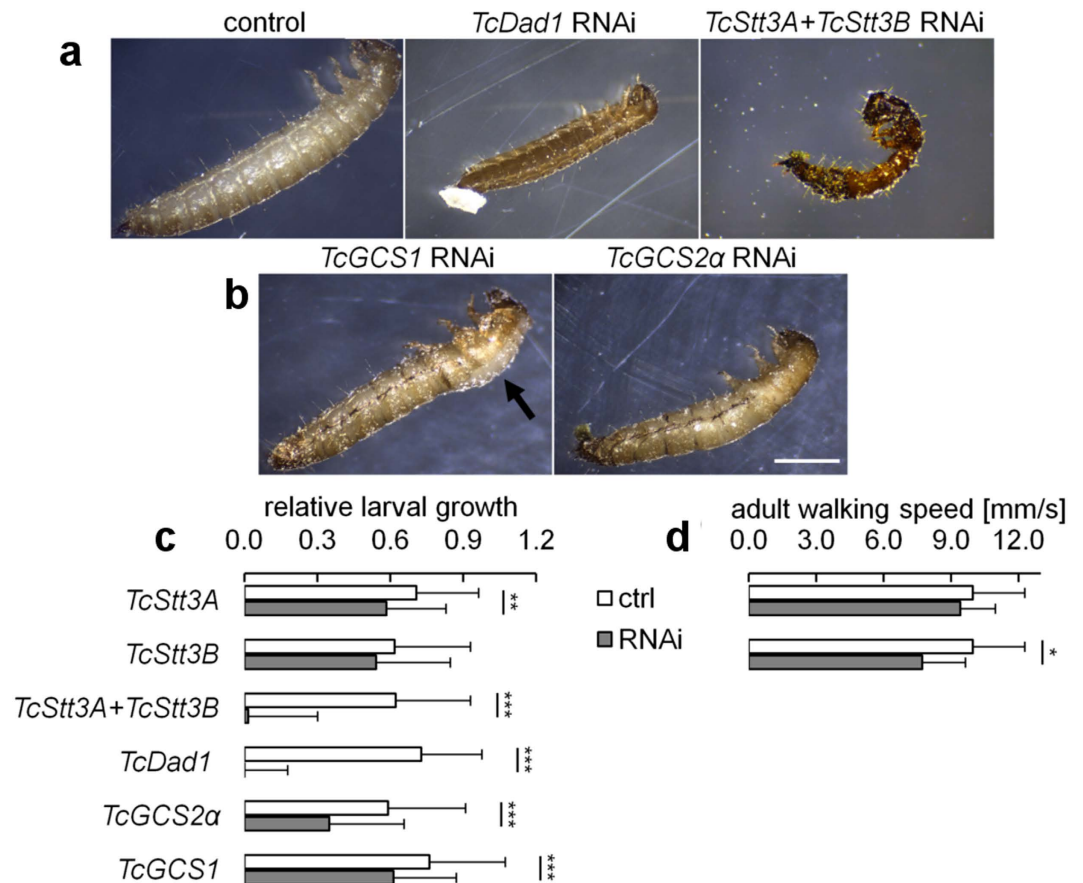 a
control
TcDad1 RNAi
TcStt3A+TcStt3B RNAi
b
TcGCS1 RNAi
TcGCS2α RNAi
c
relative larval growth
0.0 0.3 0.6 0.9 1.2
TcStt3A
**
TcStt3B
TcStt3A+TcStt3B
***
TcDad1
***
TcGCS2α
***
TcGCS1
***
ctrl
RNAi
d
adult walking speed [mm/s]
0.0 3.0 6.0 9.0 12.0
*